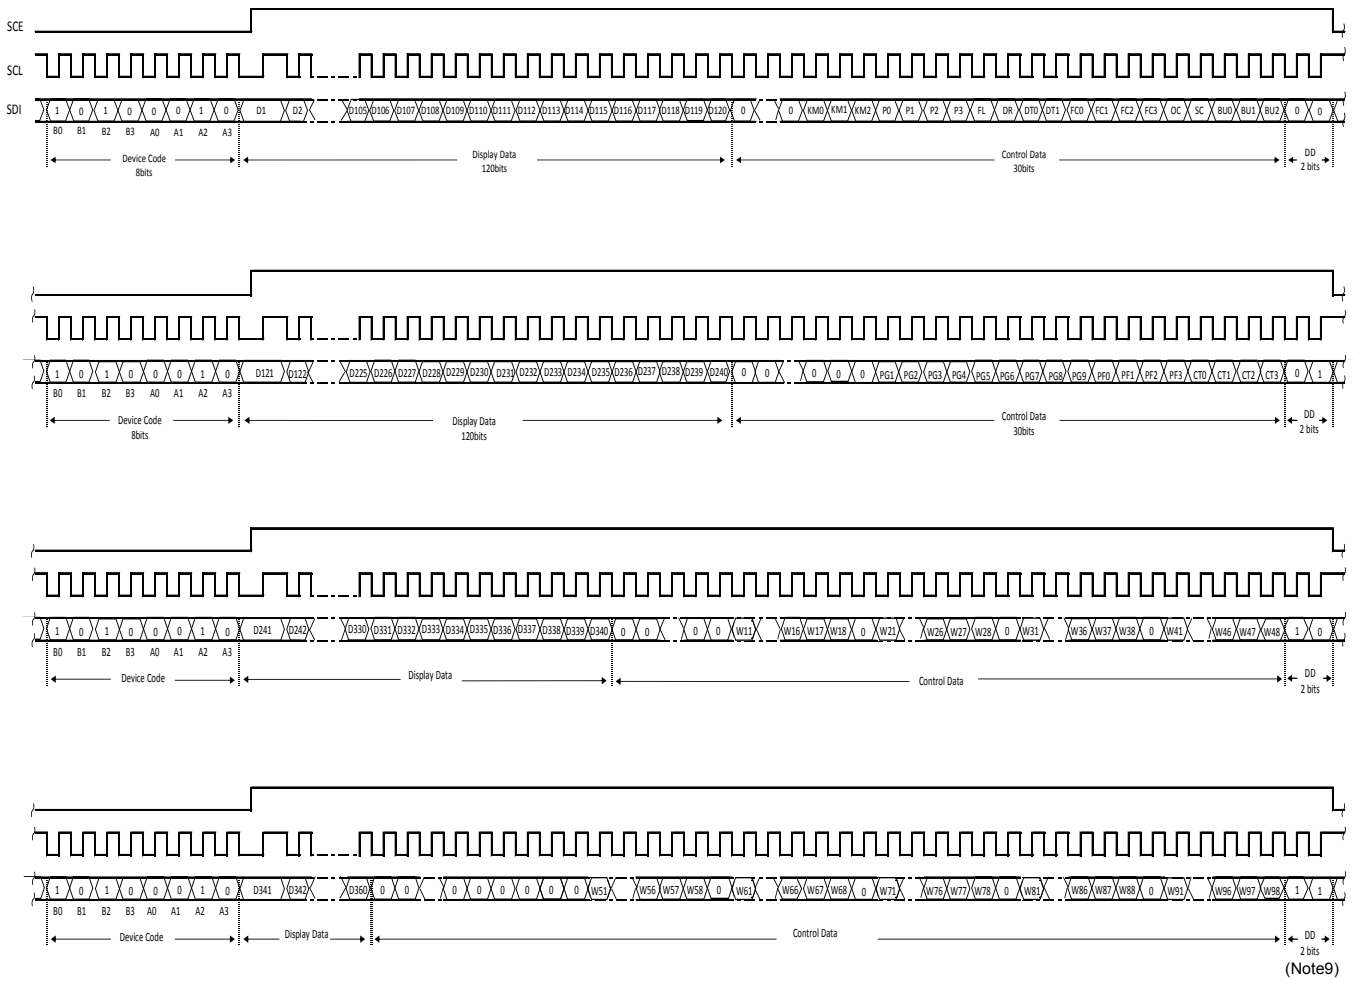 SCE
SCL
SDI 1 0 1 0 0 0 1 0 D1 D2 D105 D106 D107 D108 D109 D110 D111 D112 D113 D114 D115 D116 D117 D118 D119 D120 0 0 KM0 KM1 KM2 P0 P1 P2 P3 FL DR DT0 DT1 FC0 FC1 FC2 FC3 OC SC BU0 BU1 BU2 0 0
B0 B1 B2 B3 A0 A1 A2 A3
Device Code Display Data Control Data DD
8bits 120bits 30bits 2 bits
1 0 1 0 0 0 1 0 D121 D122 D225 D226 D227 D228 D229 D230 D231 D232 D233 D234 D235 D236 D237 D238 D239 D240 0 0 0 0 0 PG1 PG2 PG3 PG4 PG5 PG6 PG7 PG8 PG9 PF0 PF1 PF2 PF3 CT0 CT1 CT2 CT3 0 1
B0 B1 B2 B3 A0 A1 A2 A3
Device Code Display Data Control Data DD
8bits 120bits 30bits 2 bits
1 0 1 0 0 0 1 0 D241 D242 D330 D331 D332 D333 D334 D335 D336 D337 D338 D339 D340 0 0 0 0 W11 W16 W17 W18 0 W21 W26 W27 W28 0 W31 W36 W37 W38 0 W41 W46 W47 W48 1 0
B0 B1 B2 B3 A0 A1 A2 A3
Device Code Display Data Control Data DD
2 bits
1 0 1 0 0 0 1 0 D341 D342 D360 0 0 0 0 0 0 0 0 W51 W56 W57 W58 0 W61 W66 W67 W68 0 W71 W76 W77 W78 0 W81 W86 W87 W88 0 W91 W96 W97 W98 1 1
B0 B1 B2 B3 A0 A1 A2 A3
Device Code Display Data Control Data DD
2 bits
(Note9)